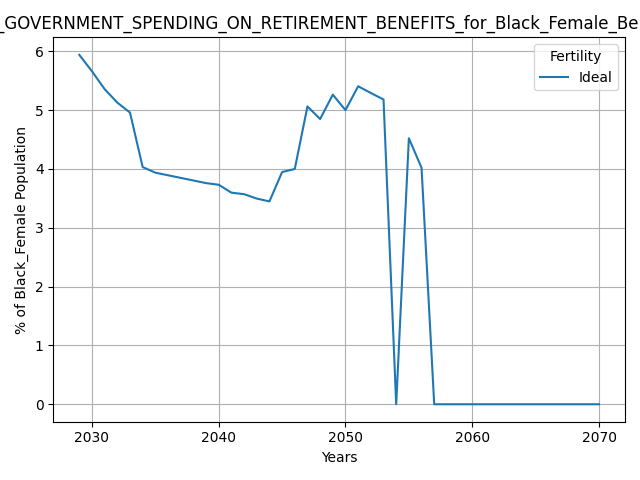 _GOVERNMENT_SPENDING_ON_RETIREMENT_BENEFITS_for_Black_Female_Be
Fertility
Ideal
% of Black_Female Population
6
5
4
3
2
1
0
2030 2040 2050 2060 2070
Years